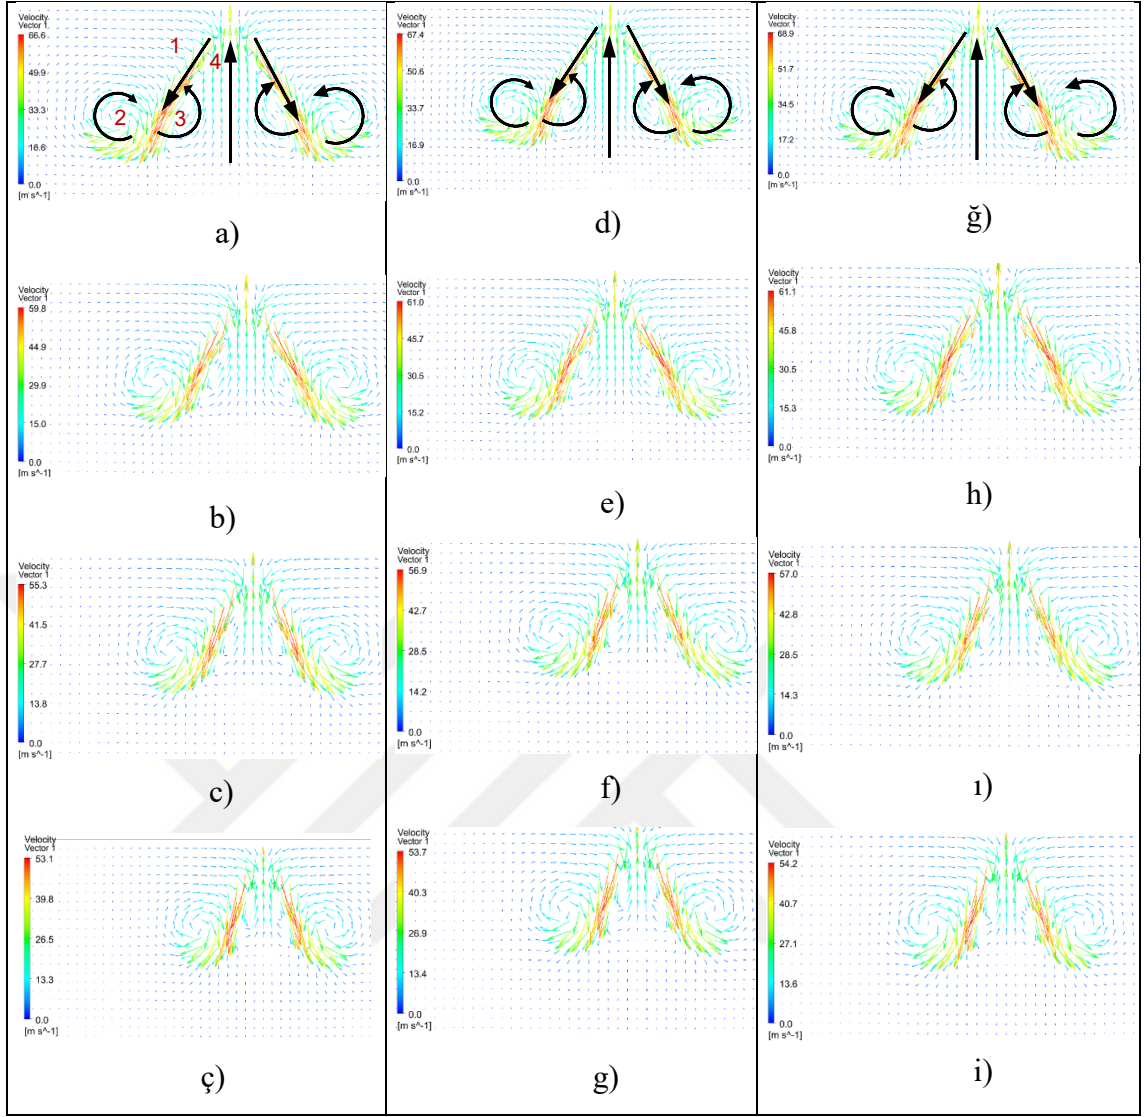 Velocity
Vector 1
66.6
49.9
33.3
16.6
0.0
[m s^-1]
1
4
2
3
a)
Velocity
Vector 1
67.4
50.6
33.7
16.9
0.0
[m s^-1]
d)
Velocity
Vector 1
68.9
51.7
34.5
17.2
0.0
[m s^-1]
ğ)
Velocity
Vector 1
59.8
44.9
29.9
15.0
0.0
[m s^-1]
b)
Velocity
Vector 1
61.0
45.8
30.5
15.2
0.0
[m s^-1]
e)
Velocity
Vector 1
61.1
45.8
30.5
15.3
0.0
[m s^-1]
h)
Velocity
Vector 1
55.3
41.5
27.7
13.8
0.0
[m s^-1]
c)
Velocity
Vector 1
56.9
42.7
28.5
14.2
0.0
[m s^-1]
f)
Velocity
Vector 1
57.0
42.8
28.5
14.3
0.0
[m s^-1]
ı)
Velocity
Vector 1
53.1
39.8
26.5
13.3
0.0
[m s^-1]
ç)
Velocity
Vector 1
53.7
40.3
26.9
13.4
0.0
[m s^-1]
g)
Velocity
Vector 1
54.2
40.7
27.1
13.6
0.0
[m s^-1]
i)